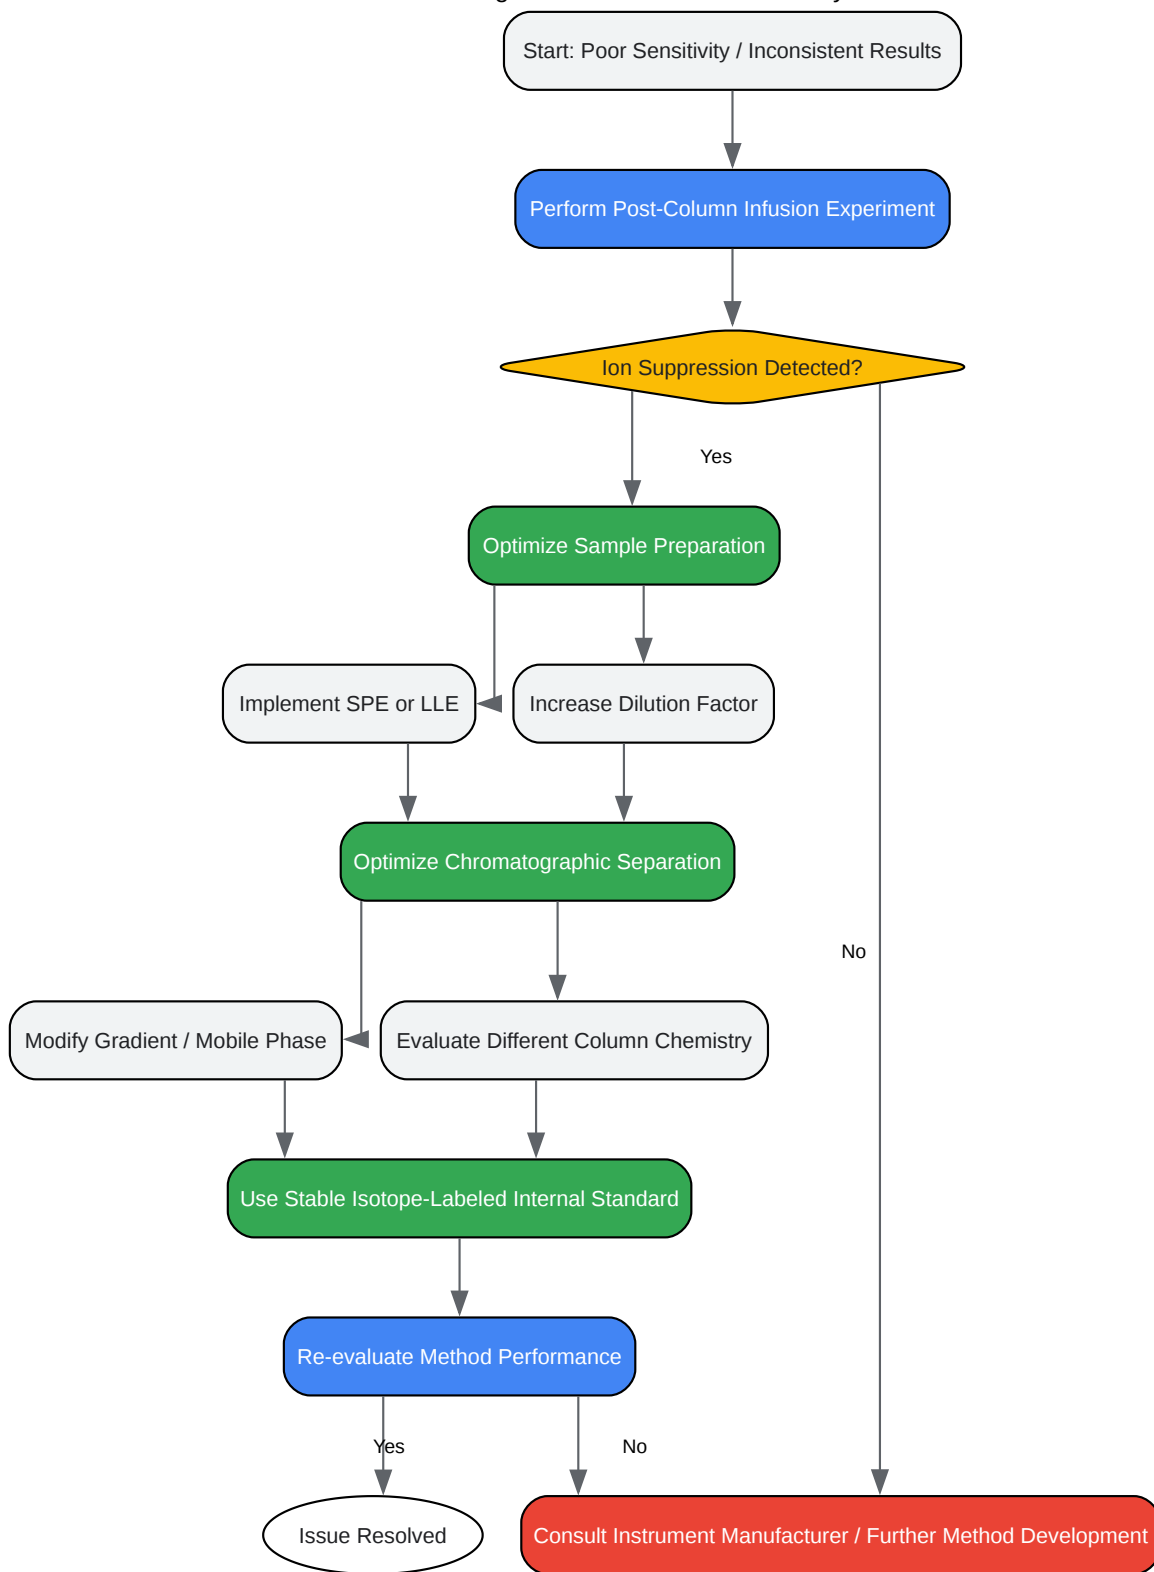 Start: Poor Sensitivity / Inconsistent Results
Perform Post-Column Infusion Experiment
Ion Suppression Detected?
Yes
Optimize Sample Preparation
Implement SPE or LLE
Increase Dilution Factor
Optimize Chromatographic Separation
No
Modify Gradient / Mobile Phase
Evaluate Different Column Chemistry
Use Stable Isotope-Labeled Internal Standard
Re-evaluate Method Performance
Yes
No
Issue Resolved
Consult Instrument Manufacturer / Further Method Development